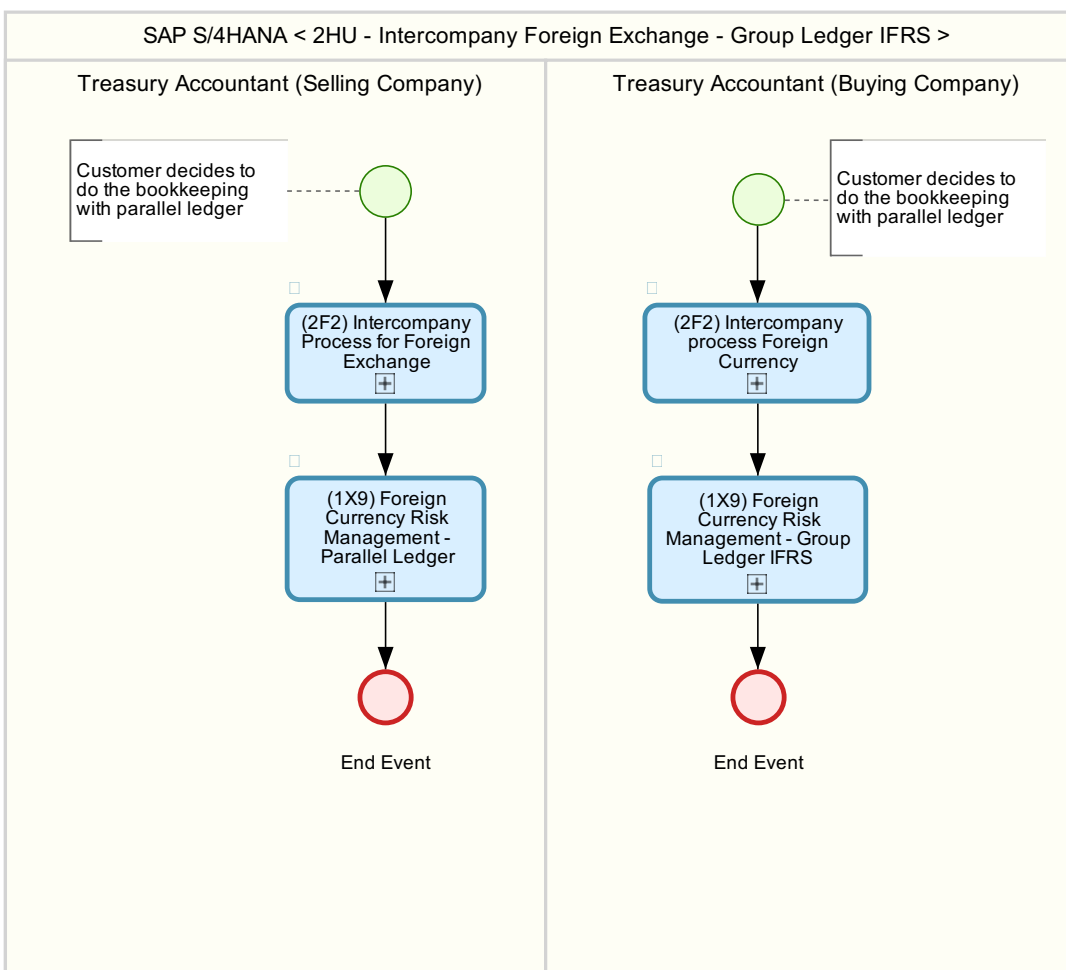 SAP S/4HANA < 2HU - Intercompany Foreign Exchange - Group Ledger IFRS >
Treasury Accountant (Selling Company)
Customer decides to
do the bookkeeping
with parallel ledger
(2F2) Intercompany
Process for Foreign
Exchange
(1X9) Foreign
Currency Risk
Management -
Parallel Ledger
End Event
Treasury Accountant (Buying Company)
Customer decides to
do the bookkeeping
with parallel ledger
(2F2) Intercompany
process Foreign
Currency
(1X9) Foreign
Currency Risk
Management - Group
Ledger IFRS
End Event